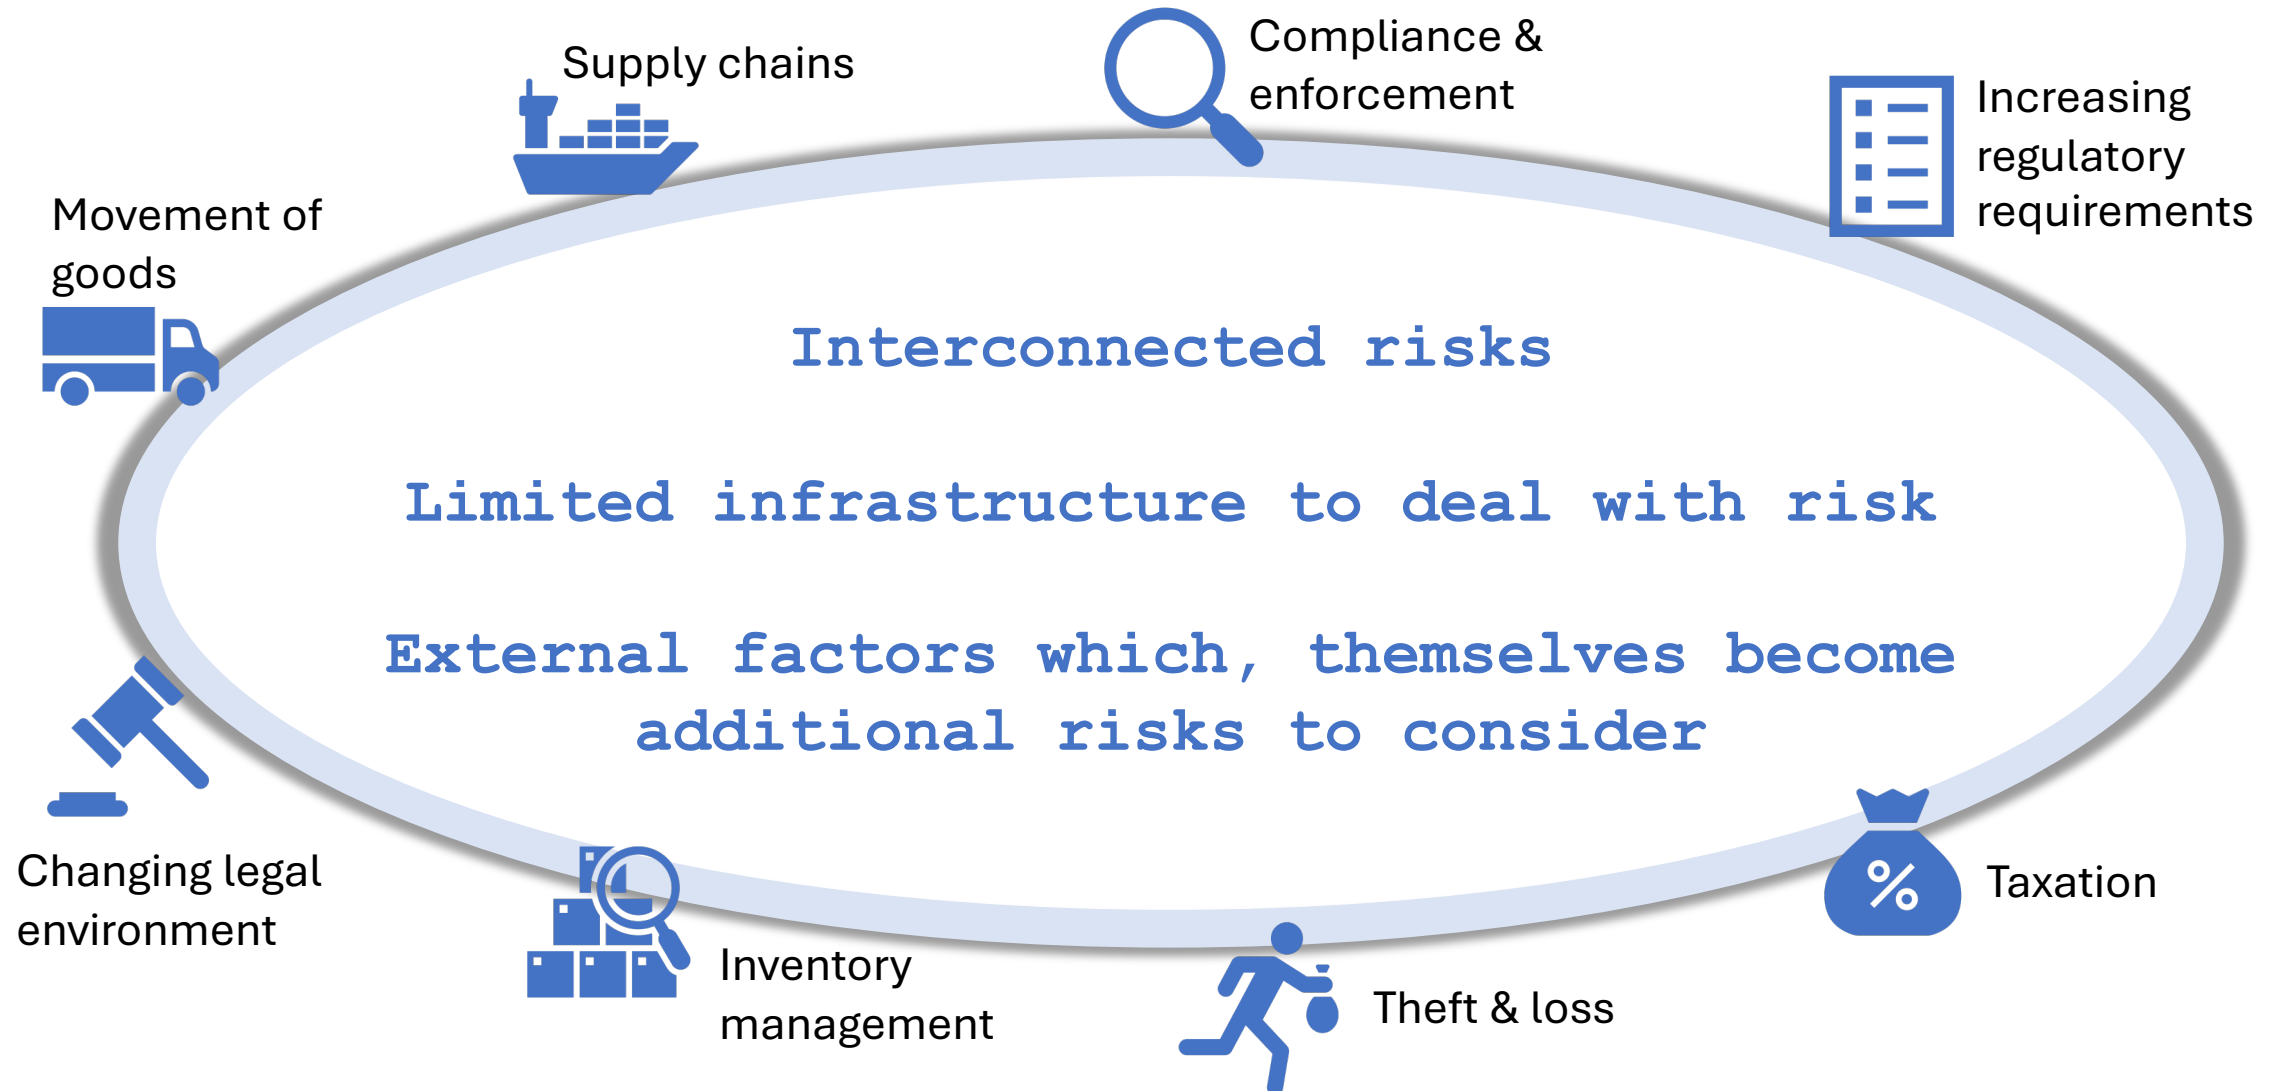 Supply chains
Compliance &
enforcement
Increasing
regulatory
requirements
Movement of
goods
Interconnected risks
Limited infrastructure to deal with risk
External factors which, themselves become
additional risks to consider
Changing legal
environment
Inventory
management
Theft & loss
%
Taxation